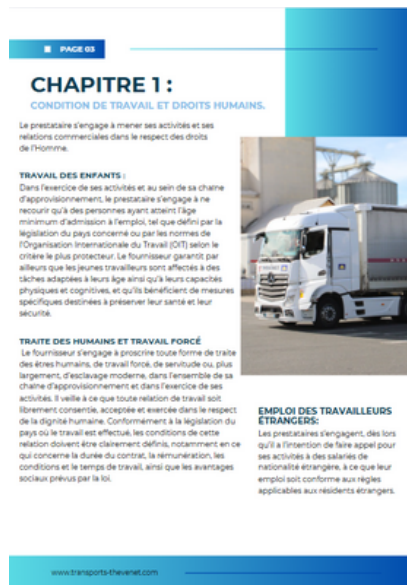 PAGE 03
CHAPITRE 1 :
CONDITION DE TRAVAIL ET DROITS HUMAINS.
Le prestataire s'engage à mener ses activités et ses
relations commerciales dans le respect des droits
de l'Homme.
TRAVAIL DES ENFANTS :
Dans l'exercice de ses activités et au sein de sa chaine
d'approvisionnement, le prestataire s'engage à ne
recourir qu'à des personnes ayant atteint l'âge
minimum d'admission à l'emploi, tel que défini par la
législation du pays concerné ou par les normes de
l'Organisation Internationale du Travail (OIT) selon le
critère le plus protecteur. Le fournisseur garantit par
ailleurs que les jeunes travailleurs sont affectés à des
tâches adaptées à leurs âge ainsi qu'à leurs capacités
physiques et cognitives, et qu'ils bénéficient de mesures
spécifiques destinées à préserver leur santé et leur
sécurité.
TRAITE DES HUMAINS ET TRAVAIL FORCÉ
Le fournisseur s'engage à proscrire toute forme de traite
des êtres humains, de travail forcé, de servitude ou, plus
largement, d'esclavage moderne, dans l'ensemble de sa
chaine d'approvisionnement et dans l'exercice de ses
activités. Il veille à ce que toute relation de travail soit
librement consentie, acceptée et exercée dans le respect
de la dignité humaine. Conformément à la législation du
pays où le travail est effectué, les conditions de cette
relation doivent être clairement définis, notamment en ce
qui concerne la durée du contrat, la rémunération, les
conditions et le temps de travail, ainsi que les avantages
sociaux prévus par la loi.
EMPLOI DES TRAVAILLEURS
ÉTRANGERS:
Les prestataires s'engagent, dès lors
qu'il a l'intention de faire appel pour
ses activités à des salariés de
nationalité étrangère, à ce que leur
emploi soit conforme aux règles
applicables aux résidents étrangers.
www.transports-thevenet.com